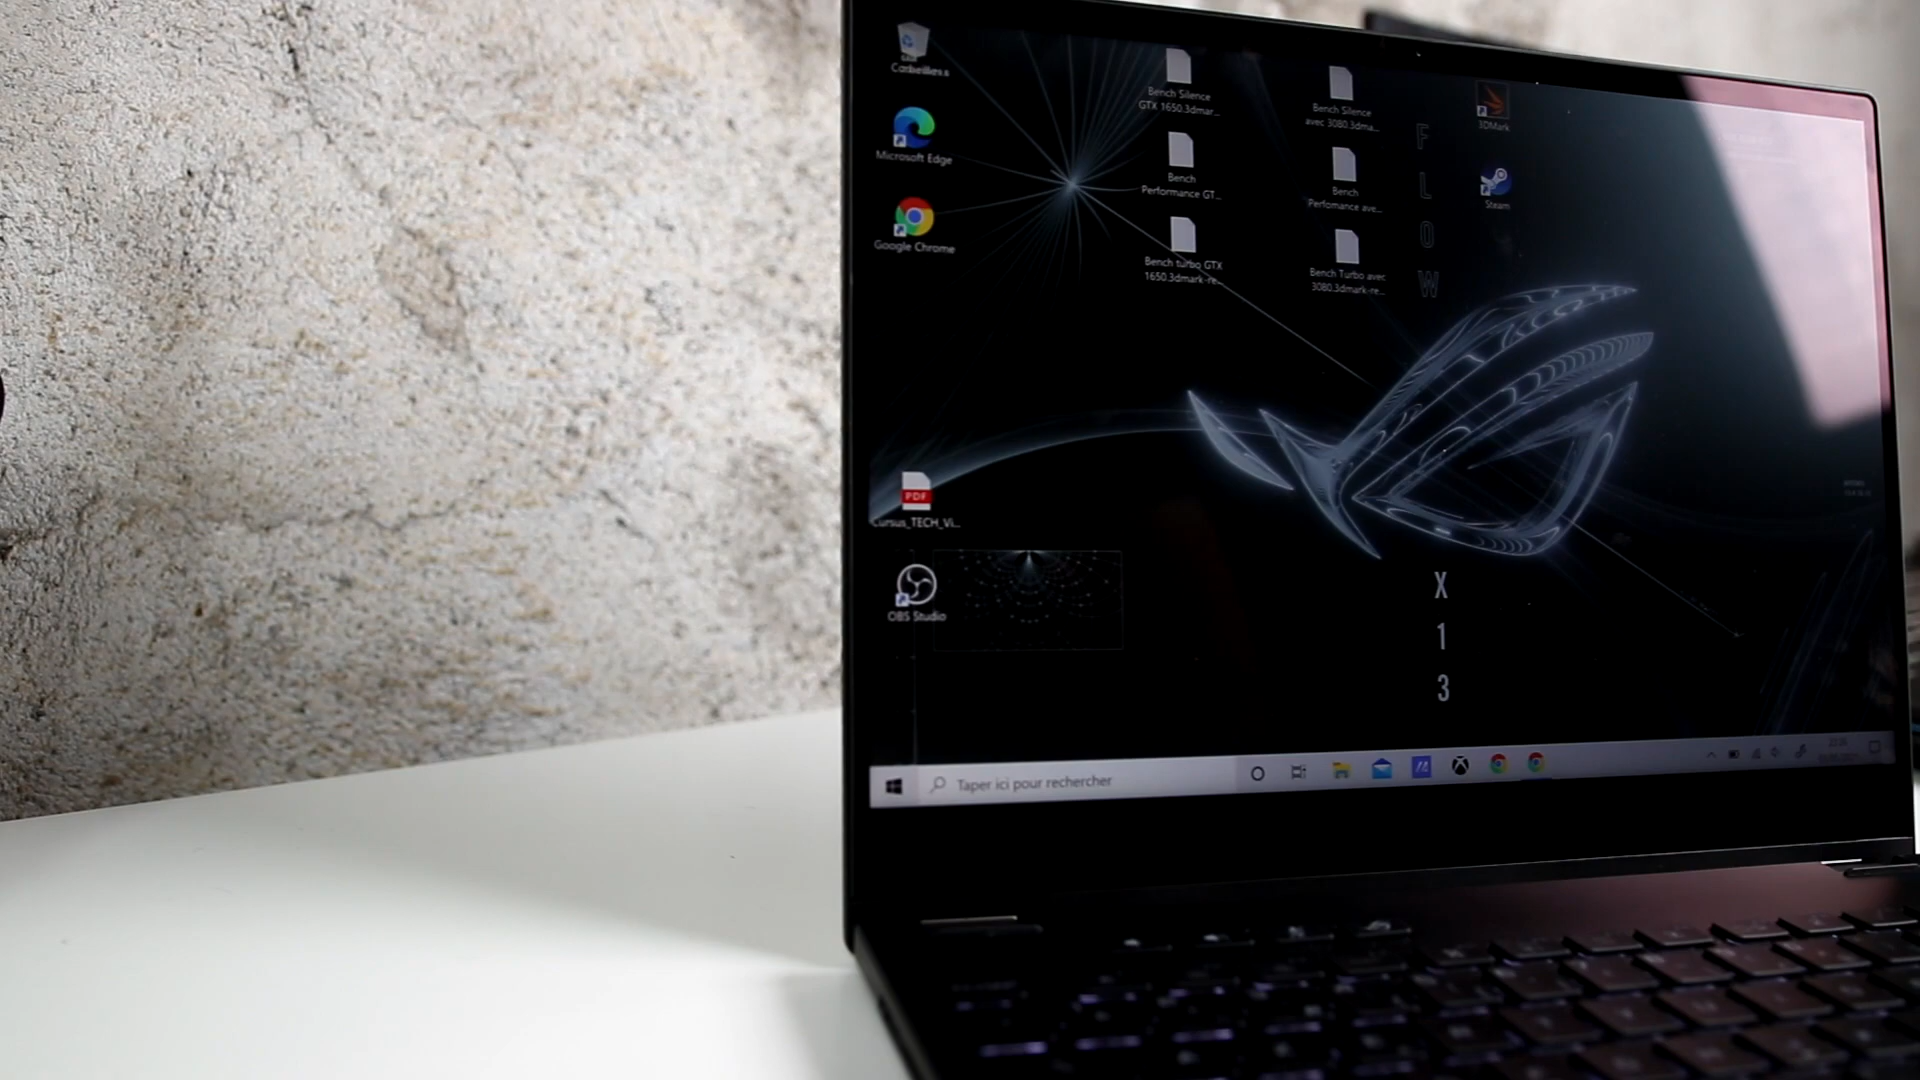 Microsoft Edge
Google Chrome
Bench Silence
GTX 1650.3dmar...
Bench
Performance GT...
Bench turbo GTX
1650.3dmark-re...
Bench Silence
avec 3080.3dma...
Bench
Perfomance ave...
Bench Turbo avec
3080.3dmark-re...
3DMark
Steam
F
L
O
W
PDF
Cursus_TECH_Vi...
OBS Studio
X
1
3
Taper ici pour rechercher